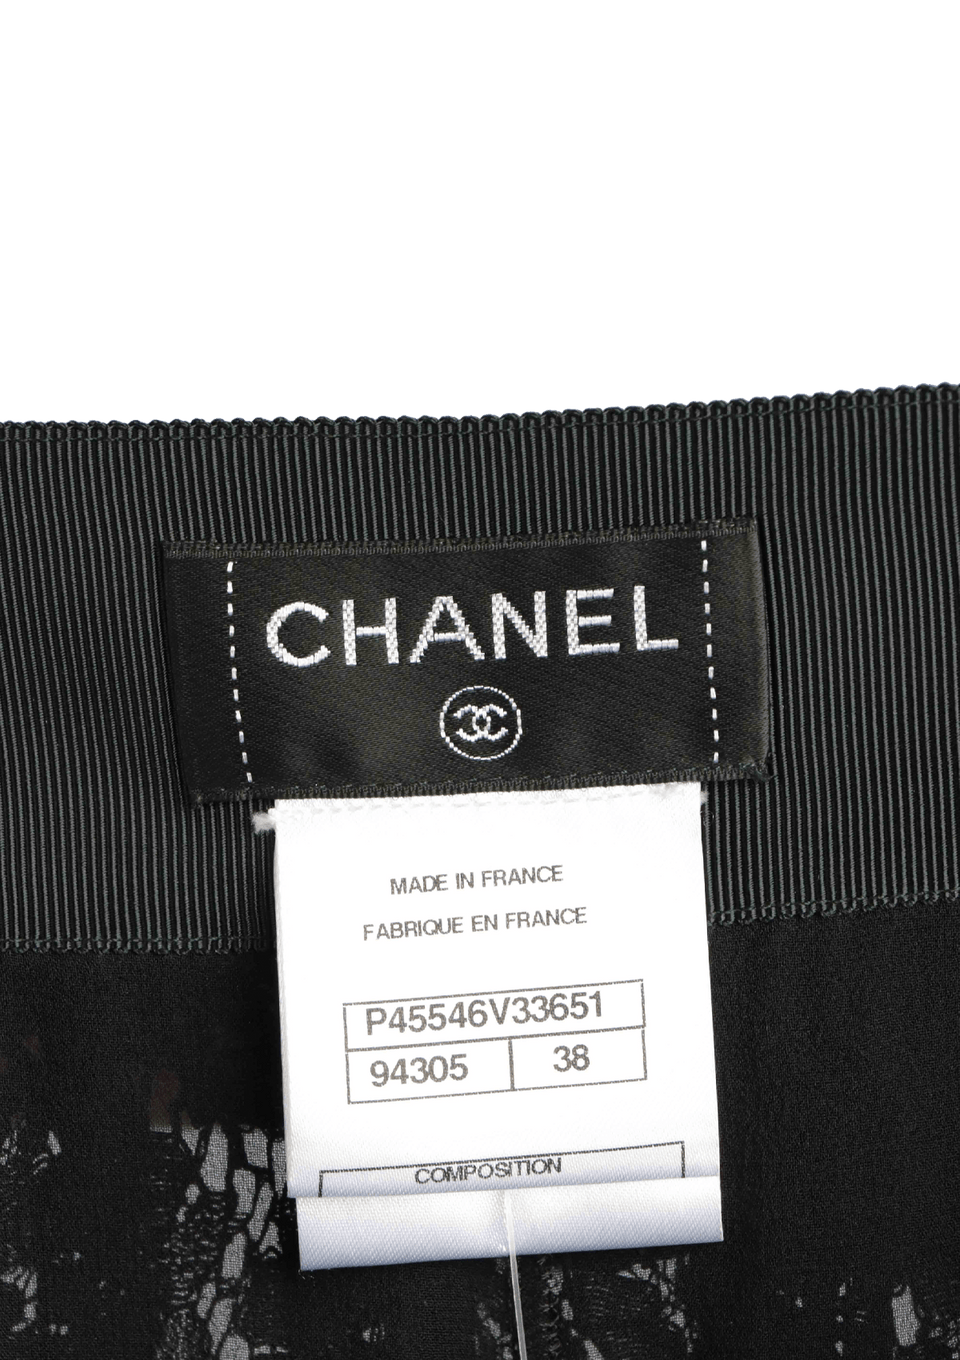 CHANEL
MADE IN FRANCE
FABRIQUE EN FRANCE
P45546V33651
94305 38
COMPOSITION